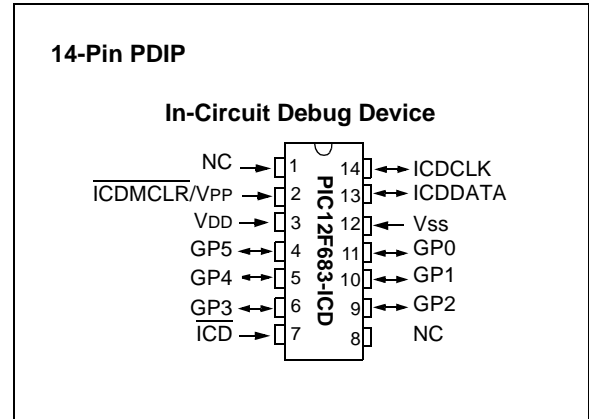 14-Pin PDIP
In-Circuit Debug Device
NC 1 14 ICDCLK
ICDMCLR/VPP 2 13 ICDDATA
VDD 3 12 Vss
GP5 4 11 GP0
GP4 5 10 GP1
GP3 6 9 GP2
ICD 7 8 NC
PIC12F683-ICD